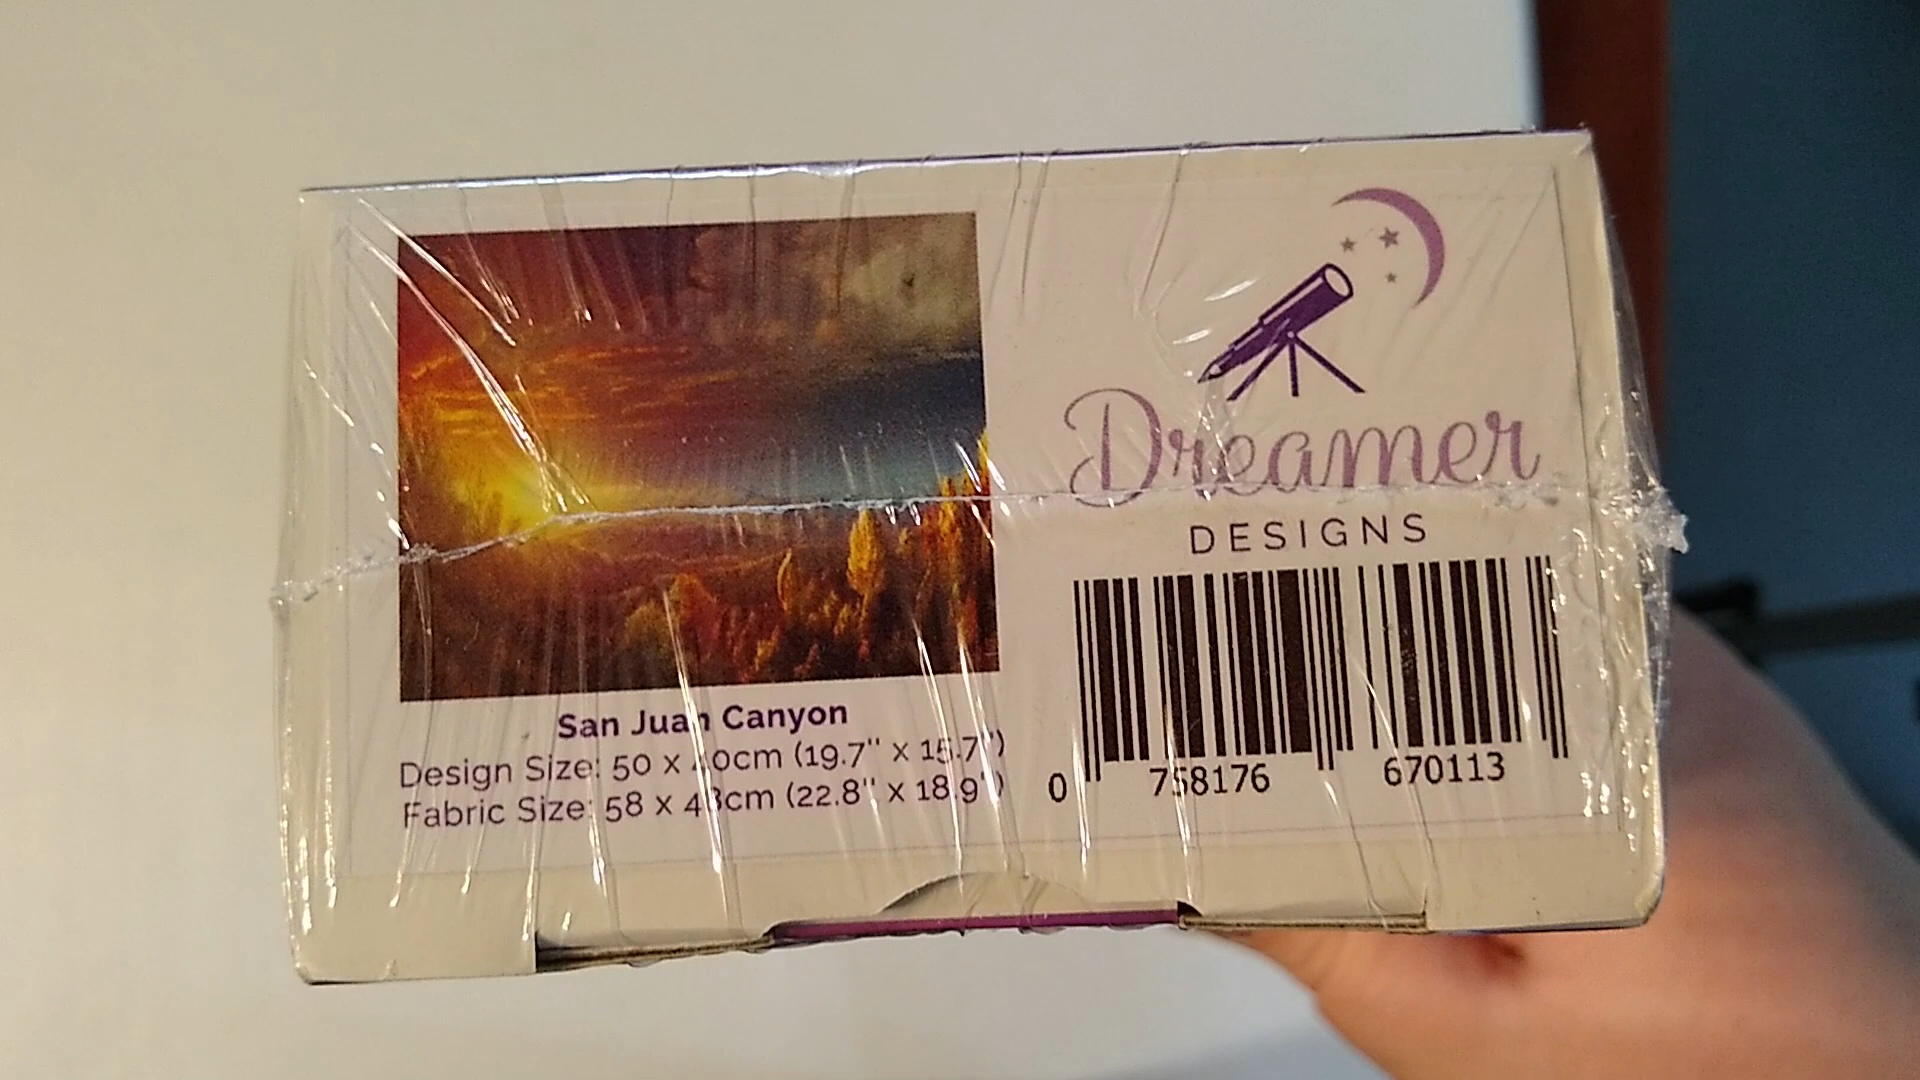 Dreamer
DESIGNS
San Juan Canyon
Design Size: 50 x 40cm (19.7" x 15.7")
Fabric Size: 58 x 48cm (22.8" x 18.9")
0 758176 670113